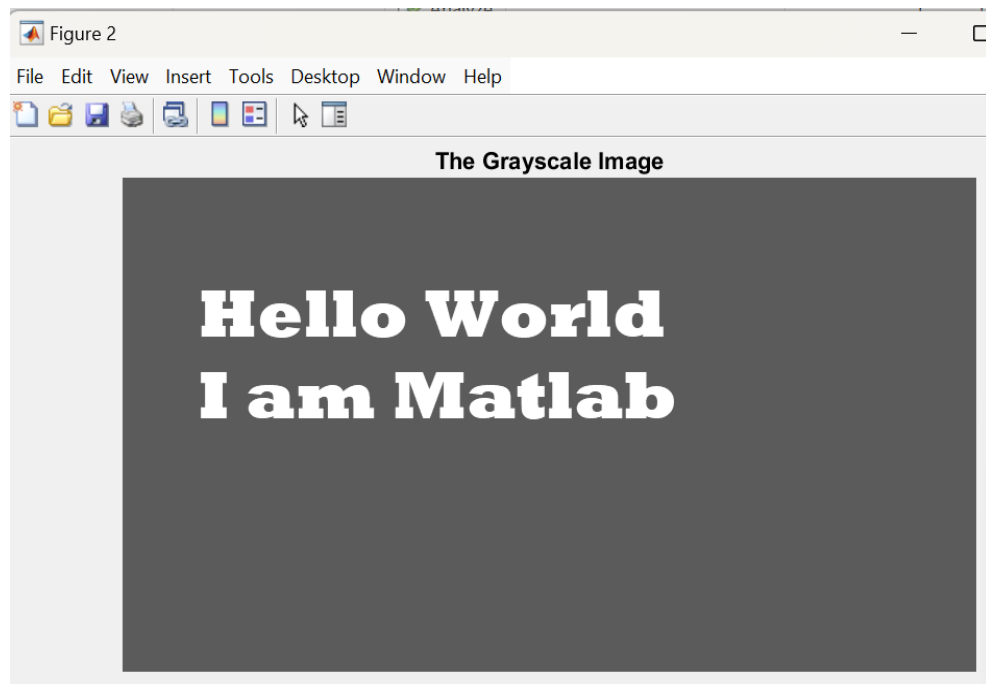 Figure 2
File Edit View Insert Tools Desktop Window Help
The Grayscale Image
Hello World
I am Matlab